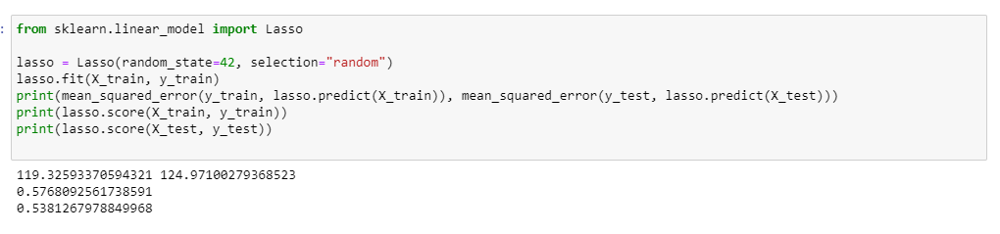 :
from sklearn.linear_model import Lasso
lasso = Lasso(random_state=42, selection="random")
lasso.fit(X_train, y_train)
print(mean_squared_error(y_train, lasso.predict(X_train)), mean_squared_error(y_test, lasso.predict(X_test)))
print(lasso.score(X_train, y_train))
print(lasso.score(X_test, y_test))
119.32593370594321 124.97100279368523
0.5768092561738591
0.5381267978849968